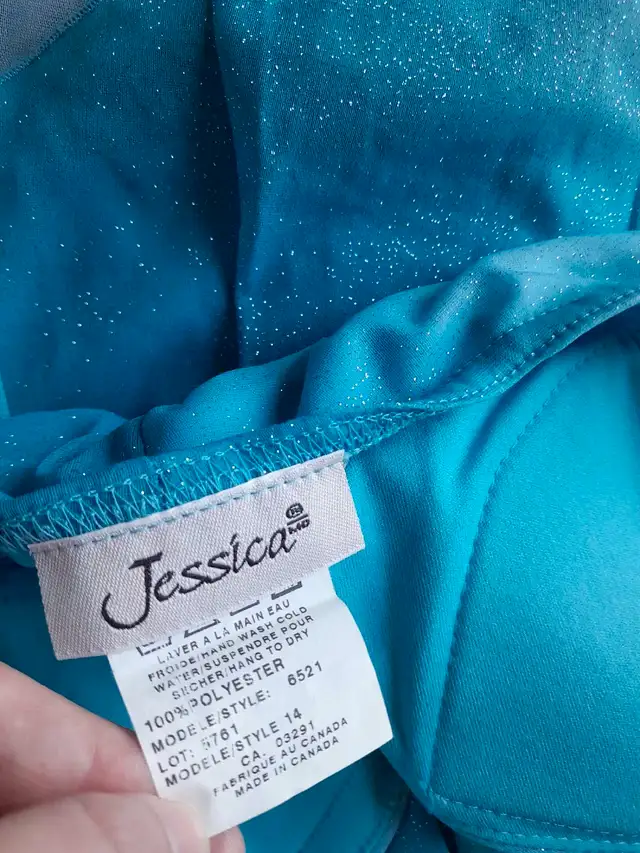 Jessica
MD
LAVER A LA MAIN EAU
FROIDE/HAND WASH COLD
WATER/SUSPENDRE POUR
SECHER/HANG TO DRY
100%POLYESTER
MODELE/STYLE: 6521
LOT: 5761
MODELE/STYLE 14
CA. 03291
FABRIQUE AU CANADA
MADE IN CANADA